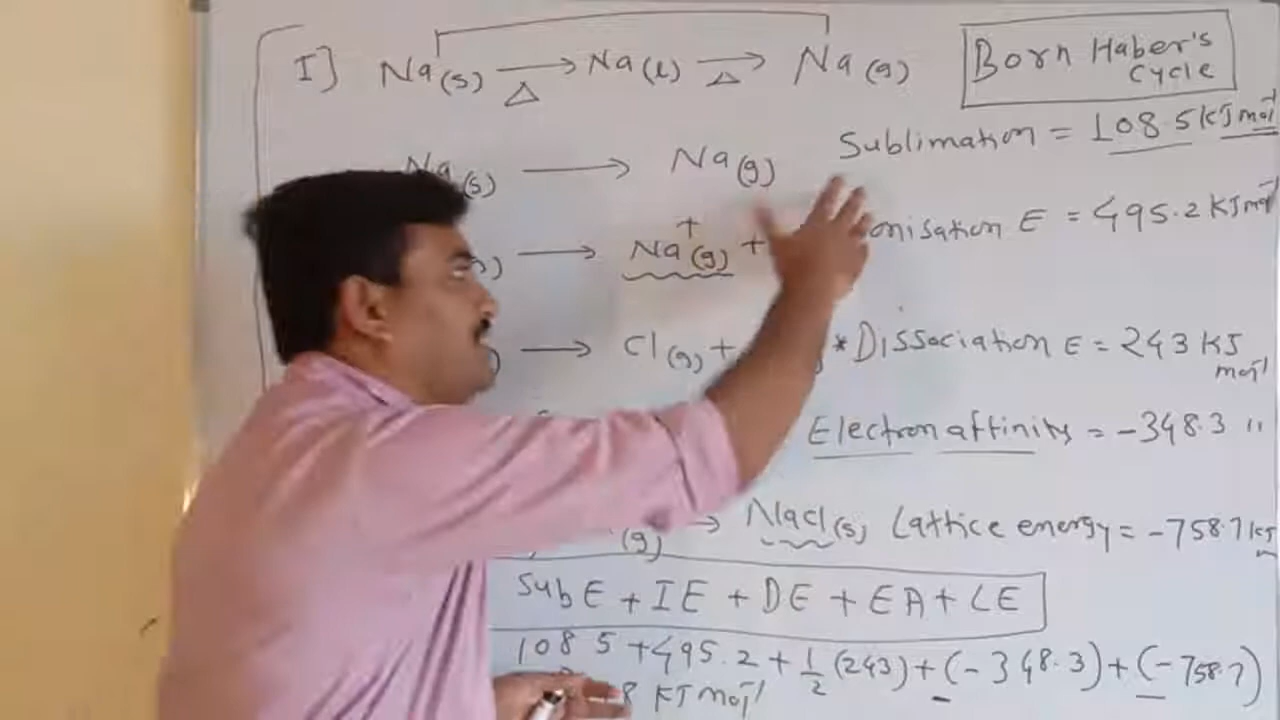 I] Na(s) → Na(l) → Na(g)
Δ Δ
Born Haber's
Cycle
Na(s) → Na(g)
Sublimation = 108.5 kJ mol⁻¹
→ Na⁺(g) +
onisation E = 495.2 KJ mol⁻¹
→ Cl(g) +
* Dissociation E = 243 KJ
mol⁻¹
Electron affinity = -348.3 "
(g) → Nacl(s) Lattice energy = -758.7 kJ
Sub E + IE + DE + EA + LE
108 5 + 495.2 + 1/2 (243) + (-348.3) + (-758.7)
8 KJ mol⁻¹